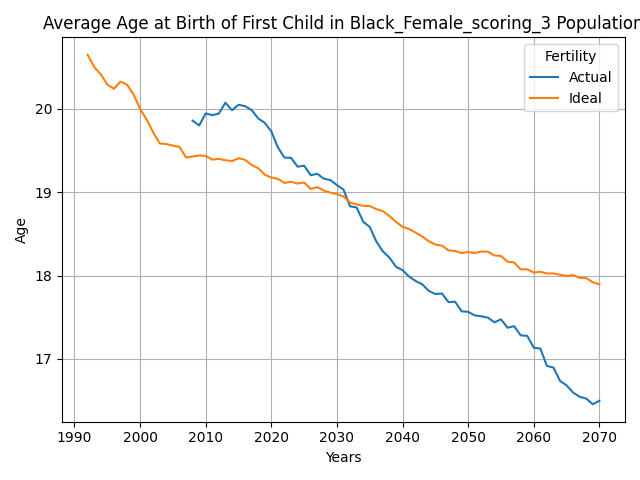 Average Age at Birth of First Child in Black_Female_scoring_3 Population
Fertility
Actual
Ideal
20
19
18
17
Age
1990 2000 2010 2020 2030 2040 2050 2060 2070
Years